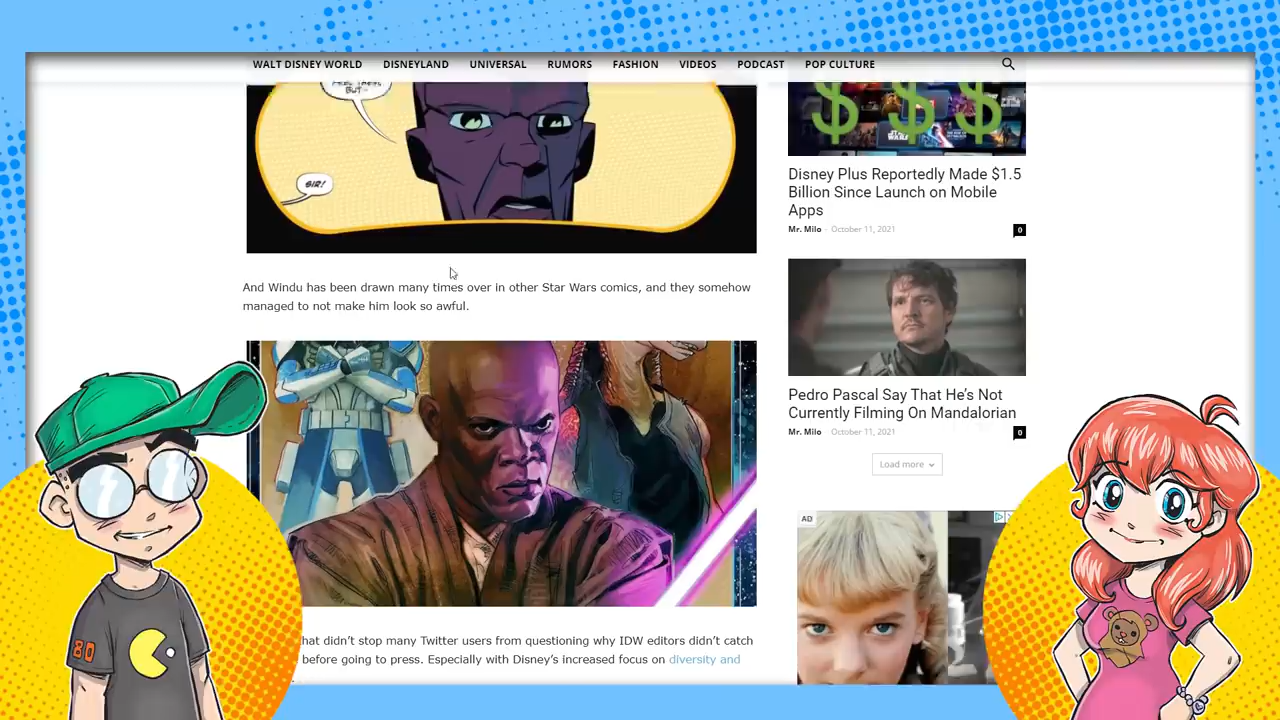 WALT DISNEY WORLD DISNEYLAND UNIVERSAL RUMORS FASHION VIDEOS PODCAST POP CULTURE
BUT--
SIR!
And Windu has been drawn many times over in other Star Wars comics, and they somehow
managed to not make him look so awful.
hat didn't stop many Twitter users from questioning why IDW editors didn't catch
before going to press. Especially with Disney's increased focus on diversity and
$ $ $
STAR WARS
Disney Plus Reportedly Made $1.5
Billion Since Launch on Mobile
Apps
Mr. Milo - October 11, 2021 0
Pedro Pascal Say That He's Not
Currently Filming On Mandalorian
Mr. Milo - October 11, 2021 0
Load more
AD
80